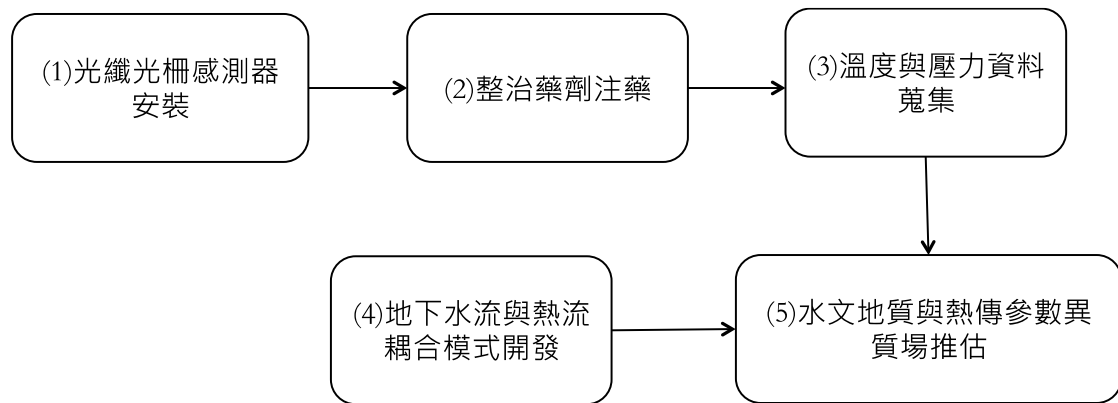 (1)光纖光柵感測器
安裝
(2)整治藥劑注藥
(3)溫度與壓力資料
蒐集
(4)地下水流與熱流
耦合模式開發
(5)水文地質與熱傳參數異
質場推估